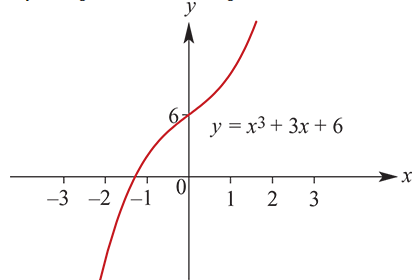 y
6
y = x³ + 3x + 6
x
0
–3 –2 –1 1 2 3